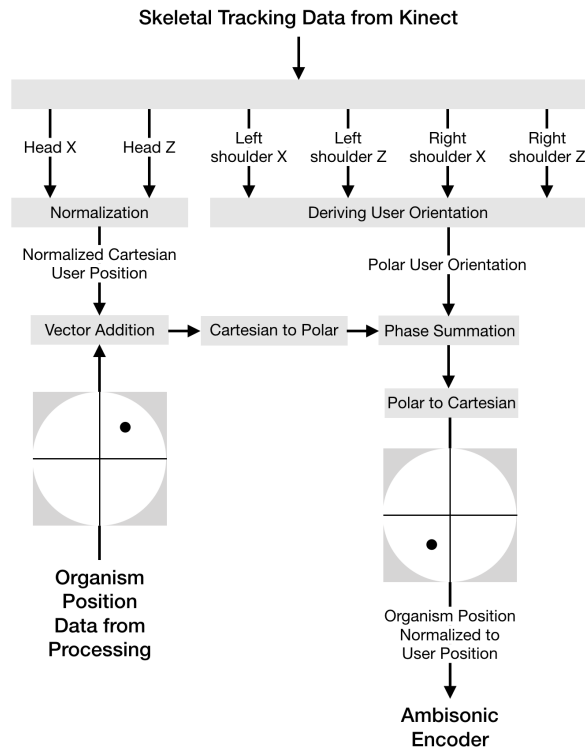 Skeletal Tracking Data from Kinect
Head X
Head Z
Left
shoulder X
Left
shoulder Z
Right
shoulder X
Right
shoulder Z
Normalization
Deriving User Orientation
Normalized Cartesian
User Position
Polar User Orientation
Vector Addition
Cartesian to Polar
Phase Summation
Polar to Cartesian
Organism
Position
Data from
Processing
Organism Position
Normalized to
User Position
Ambisonic
Encoder